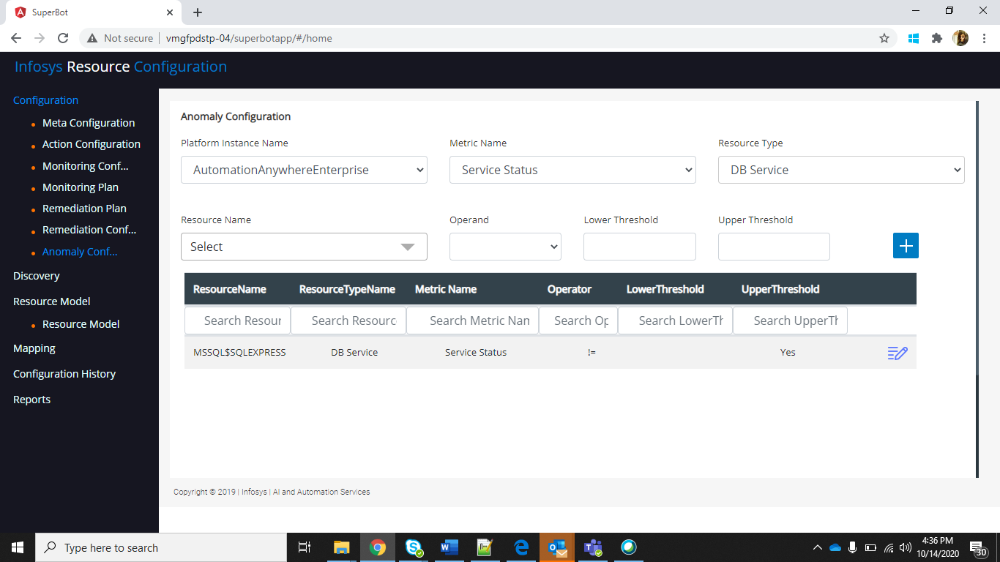 SuperBot
Not secure
vmgfpdstp-04/superbotapp/#/home
Infosys Resource Configuration
Configuration
Meta Configuration
Action Configuration
Monitoring Conf...
Monitoring Plan
Remediation Plan
Remediation Conf...
Anomaly Conf...
Discovery
Resource Model
Resource Model
Mapping
Configuration History
Reports
Anomaly Configuration
Platform Instance Name Metric Name Resource Type
AutomationAnywhereEnterprise Service Status DB Service
Resource Name Operand Lower Threshold Upper Threshold
Select
ResourceName ResourceTypeName Metric Name Operator LowerThreshold UpperThreshold
Search Resour Search Resourc Search Metric Nam Search Op Search LowerTh Search UpperTh
MSSQL$SQLEXPRESS DB Service Service Status != Yes
Copyright © 2019 | Infosys | AI and Automation Services
Type here to search
4:36 PM
10/14/2020
30